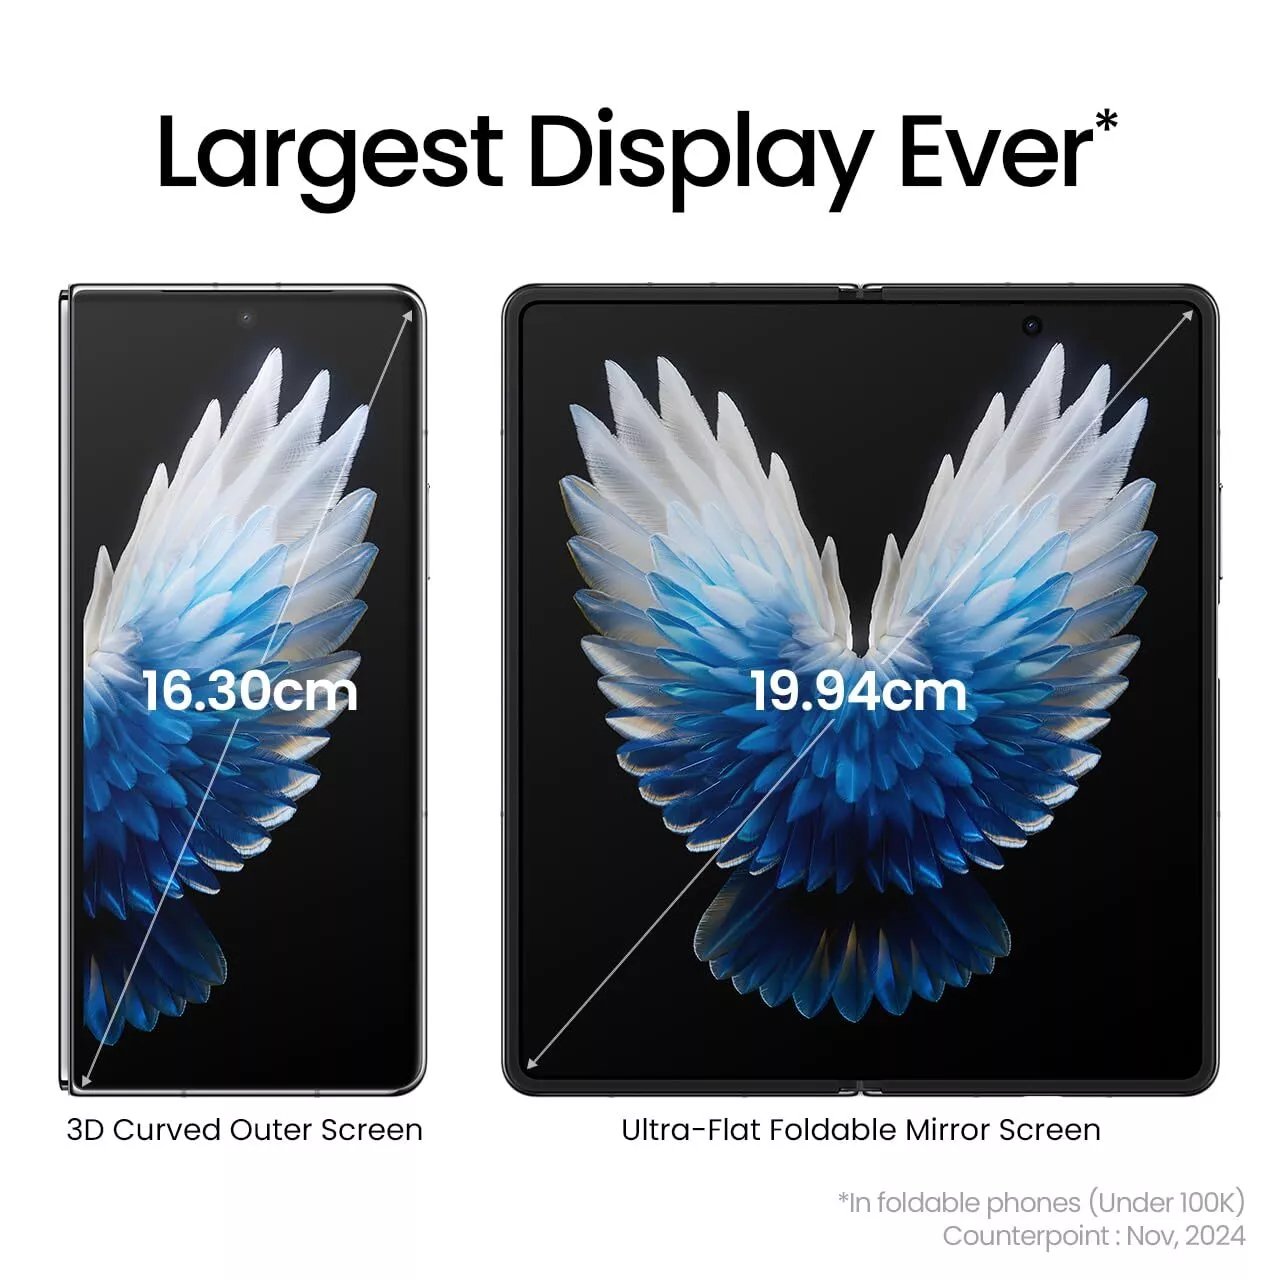 Largest Display Ever*
16.30cm
19.94cm
3D Curved Outer Screen
Ultra-Flat Foldable Mirror Screen
*In foldable phones (Under 100K)
Counterpoint : Nov, 2024